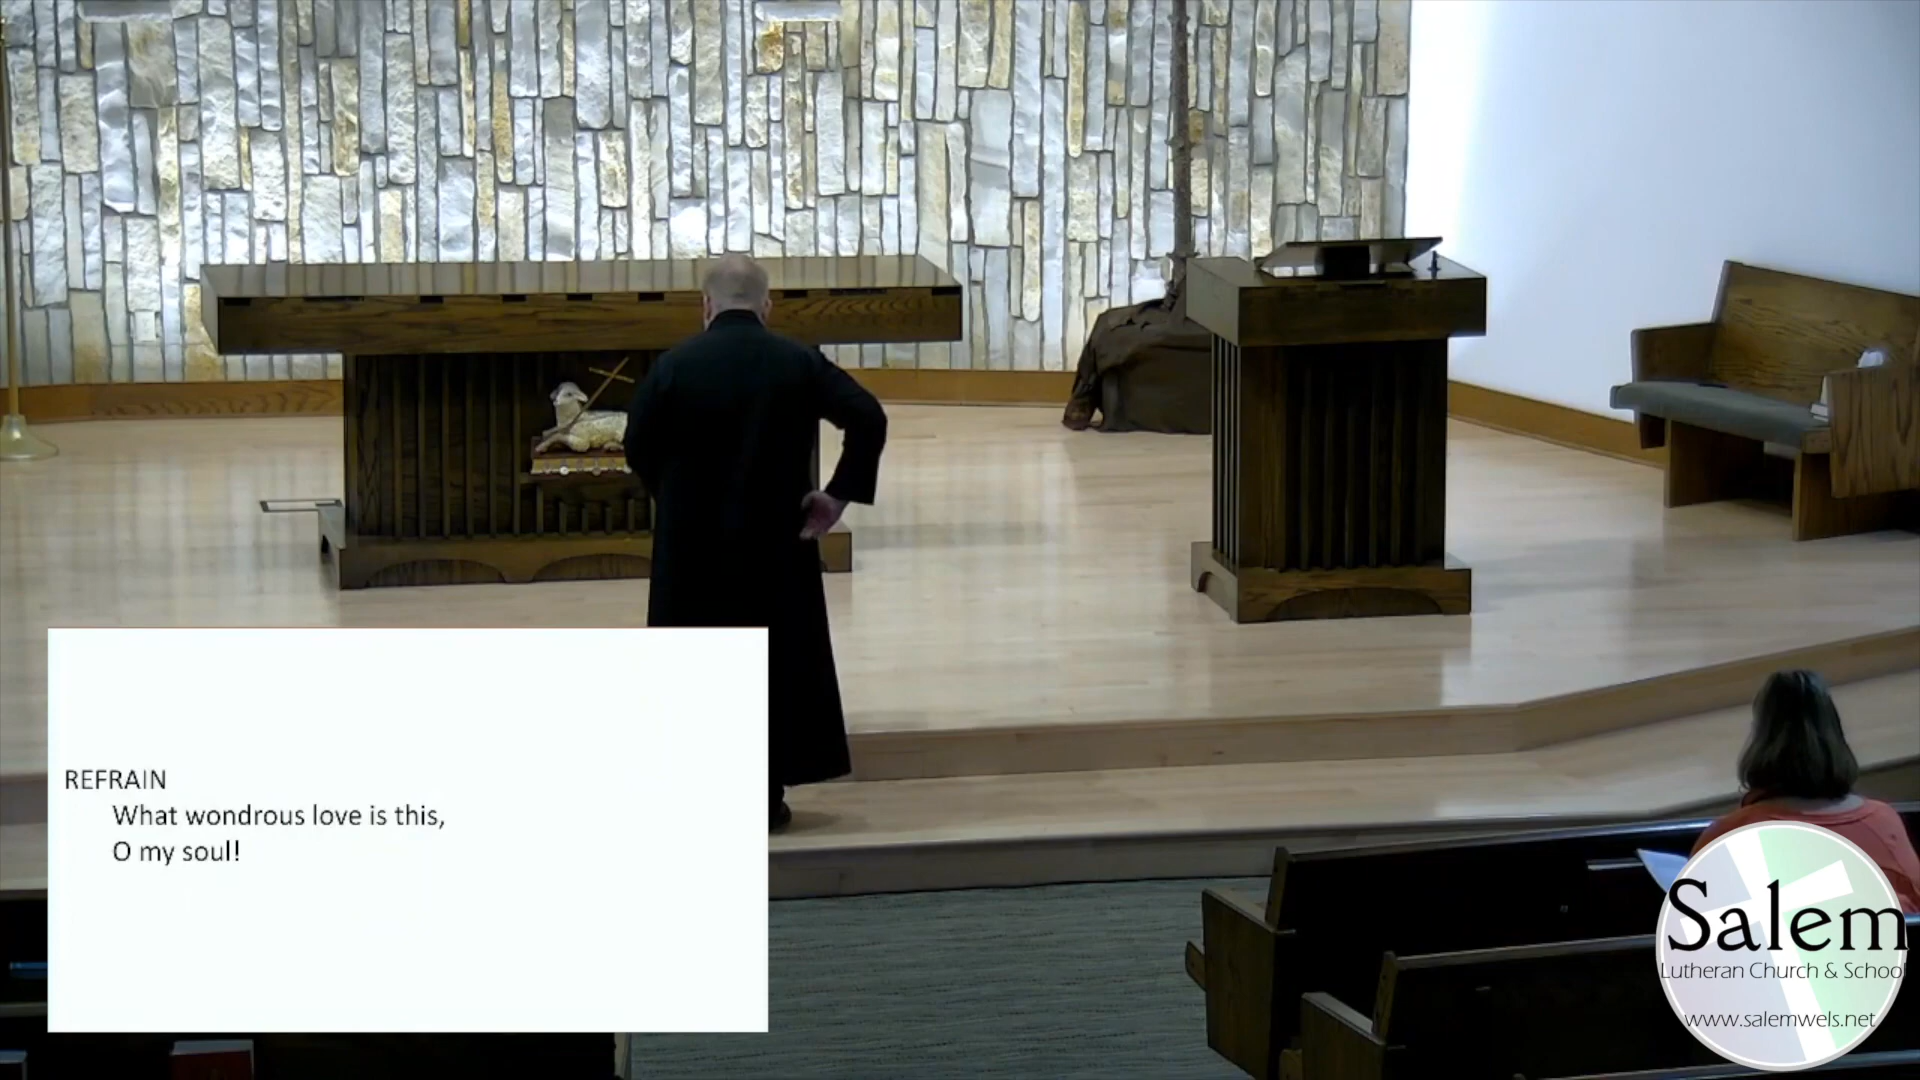 REFRAIN
What wondrous love is this,
O my soul!
Salem
Lutheran Church & School
www.salemwels.net